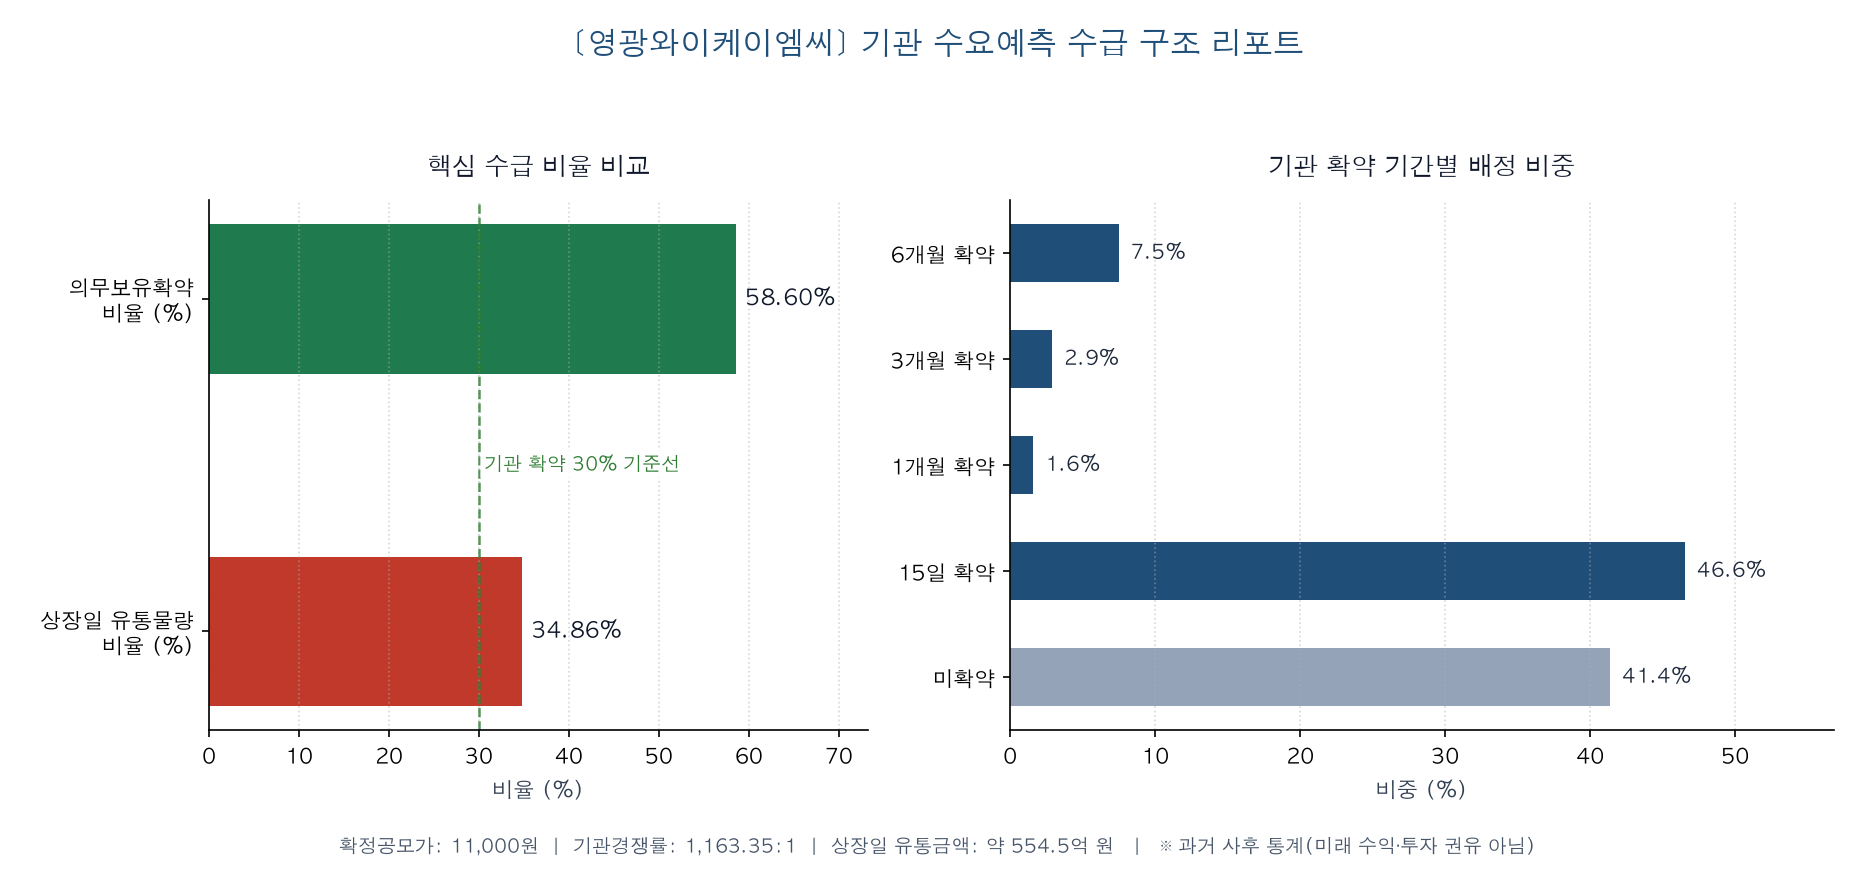 〔영광와이케이엠씨〕 기관 수요예측 수급 구조 리포트
핵심 수급 비율 비교
의무보유확약
비율 (%)
58.60%
기관 확약 30% 기준선
상장일 유통물량
비율 (%)
34.86%
0 10 20 30 40 50 60 70
비율 (%)
기관 확약 기간별 배정 비중
6개월 확약 7.5%
3개월 확약 2.9%
1개월 확약 1.6%
15일 확약 46.6%
미확약 41.4%
0 10 20 30 40 50
비중 (%)
확정공모가: 11,000원 | 기관경쟁률: 1,163.35:1 | 상장일 유통금액: 약 554.5억 원 | ※ 과거 사후 통계(미래 수익·투자 권유 아님)